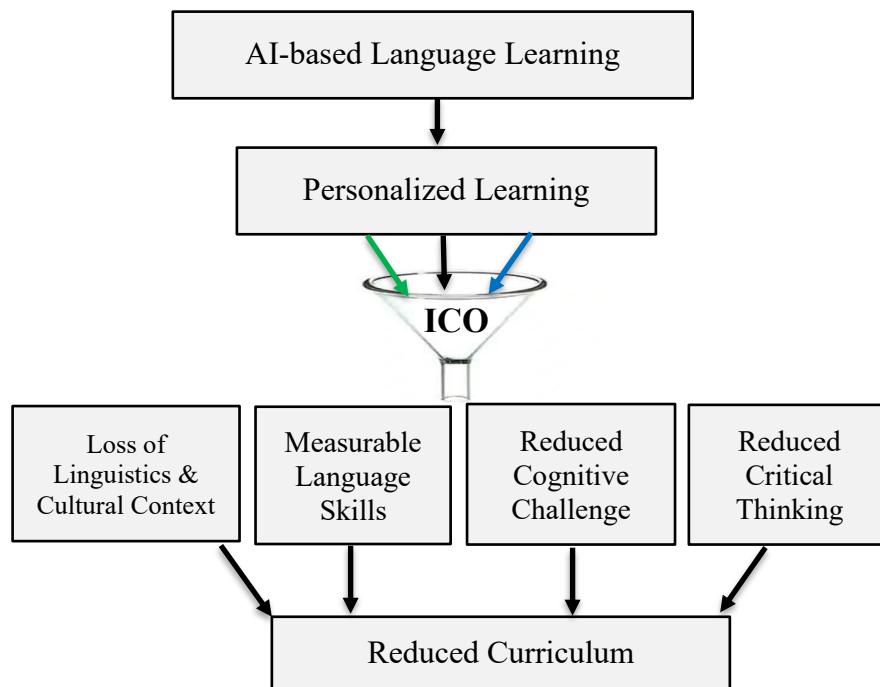 AI-based Language Learning
Personalized Learning
ICO
Loss of
Linguistics &
Cultural Context
Measurable
Language
Skills
Reduced
Cognitive
Challenge
Reduced
Critical
Thinking
Reduced Curriculum